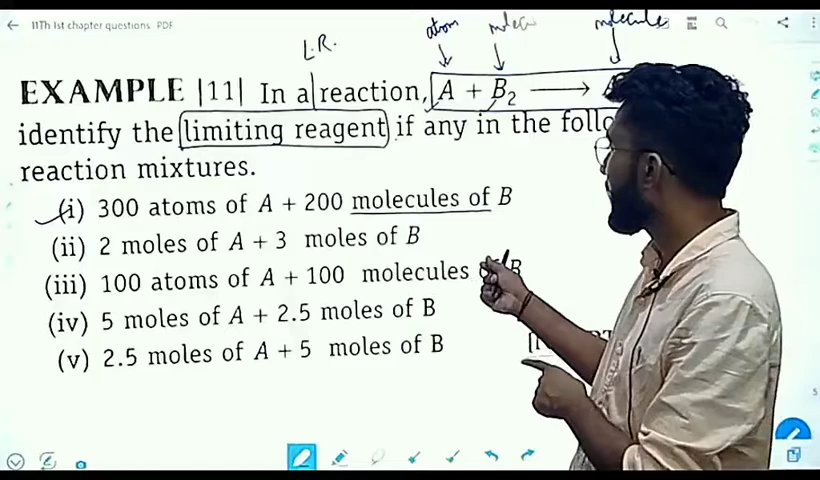 11Th 1st chapter questions PDF
atom molecule
L.R.
EXAMPLE |11| In a reaction, A + B₂ ⟶
identify the limiting reagent if any in the
reaction mixtures.
(i) 300 atoms of A + 200 molecules of B
(ii) 2 moles of A + 3 moles of B
(iii) 100 atoms of A + 100 molecules B
(iv) 5 moles of A + 2.5 moles of B
(v) 2.5 moles of A + 5 moles of B